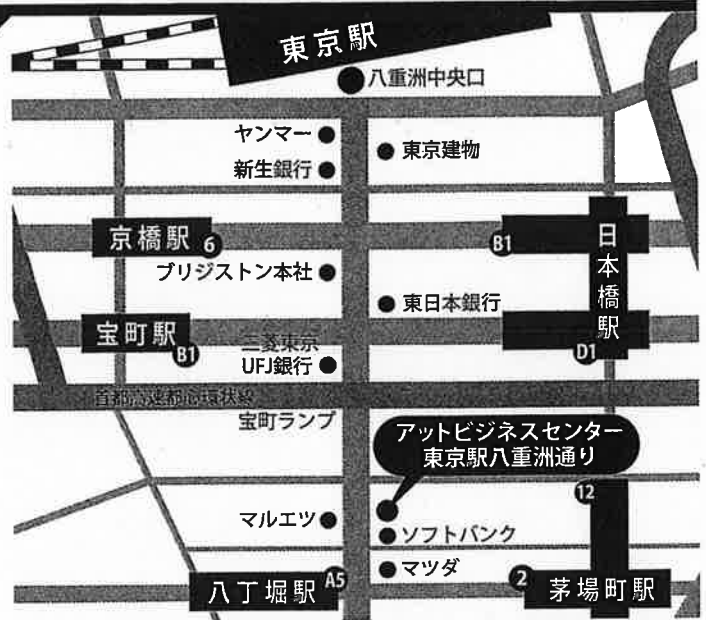 東京駅
八重洲中央口
ヤンマー
東京建物
新生銀行
京橋駅
6
B1
日本橋駅
ブリジストン本社
東日本銀行
宝町駅
B1
三菱東京
UFJ銀行
D1
首都高速都心環状線
宝町ランプ
アットビジネスセンター
東京駅八重洲通り
12
マルエツ
ソフトバンク
マツダ
八丁堀駅
A5
2
茅場町駅